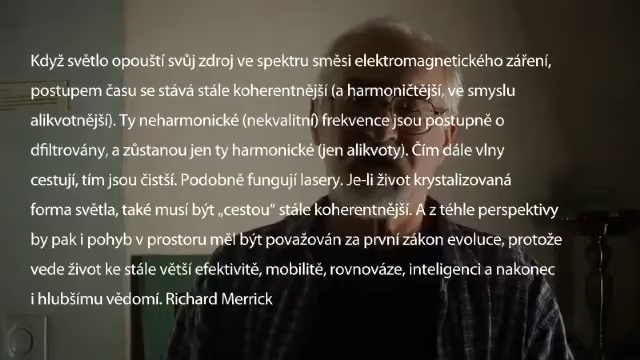 Když světlo opouští svůj zdroj ve spektru směsi elektromagnetického záření,
postupem času se stává stále koherentnější (a harmoničtější, ve smyslu
alikvotnější). Ty neharmonické (nekvalitní) frekvence jsou postupně o
dfiltrovány, a zůstanou jen ty harmonické (jen alikvoty). Čím dále vlny
cestují, tím jsou čistší. Podobně fungují lasery. Je-li život krystalizovaná
forma světla, také musí být „cestou“ stále koherentnější. A z téhle perspektivy
by pak i pohyb v prostoru měl být považován za první zákon evoluce, protože
vede život ke stále větší efektivitě, mobilitě, rovnováze, inteligenci a nakonec
i hlubšímu vědomí. Richard Merrick